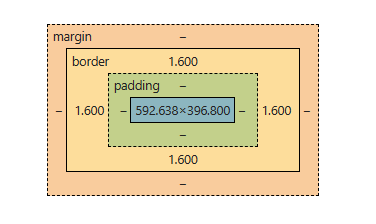 margin –
border 1.600
padding –
– 1.600 – 592.638×396.800 – 1.600 –
–
1.600
–